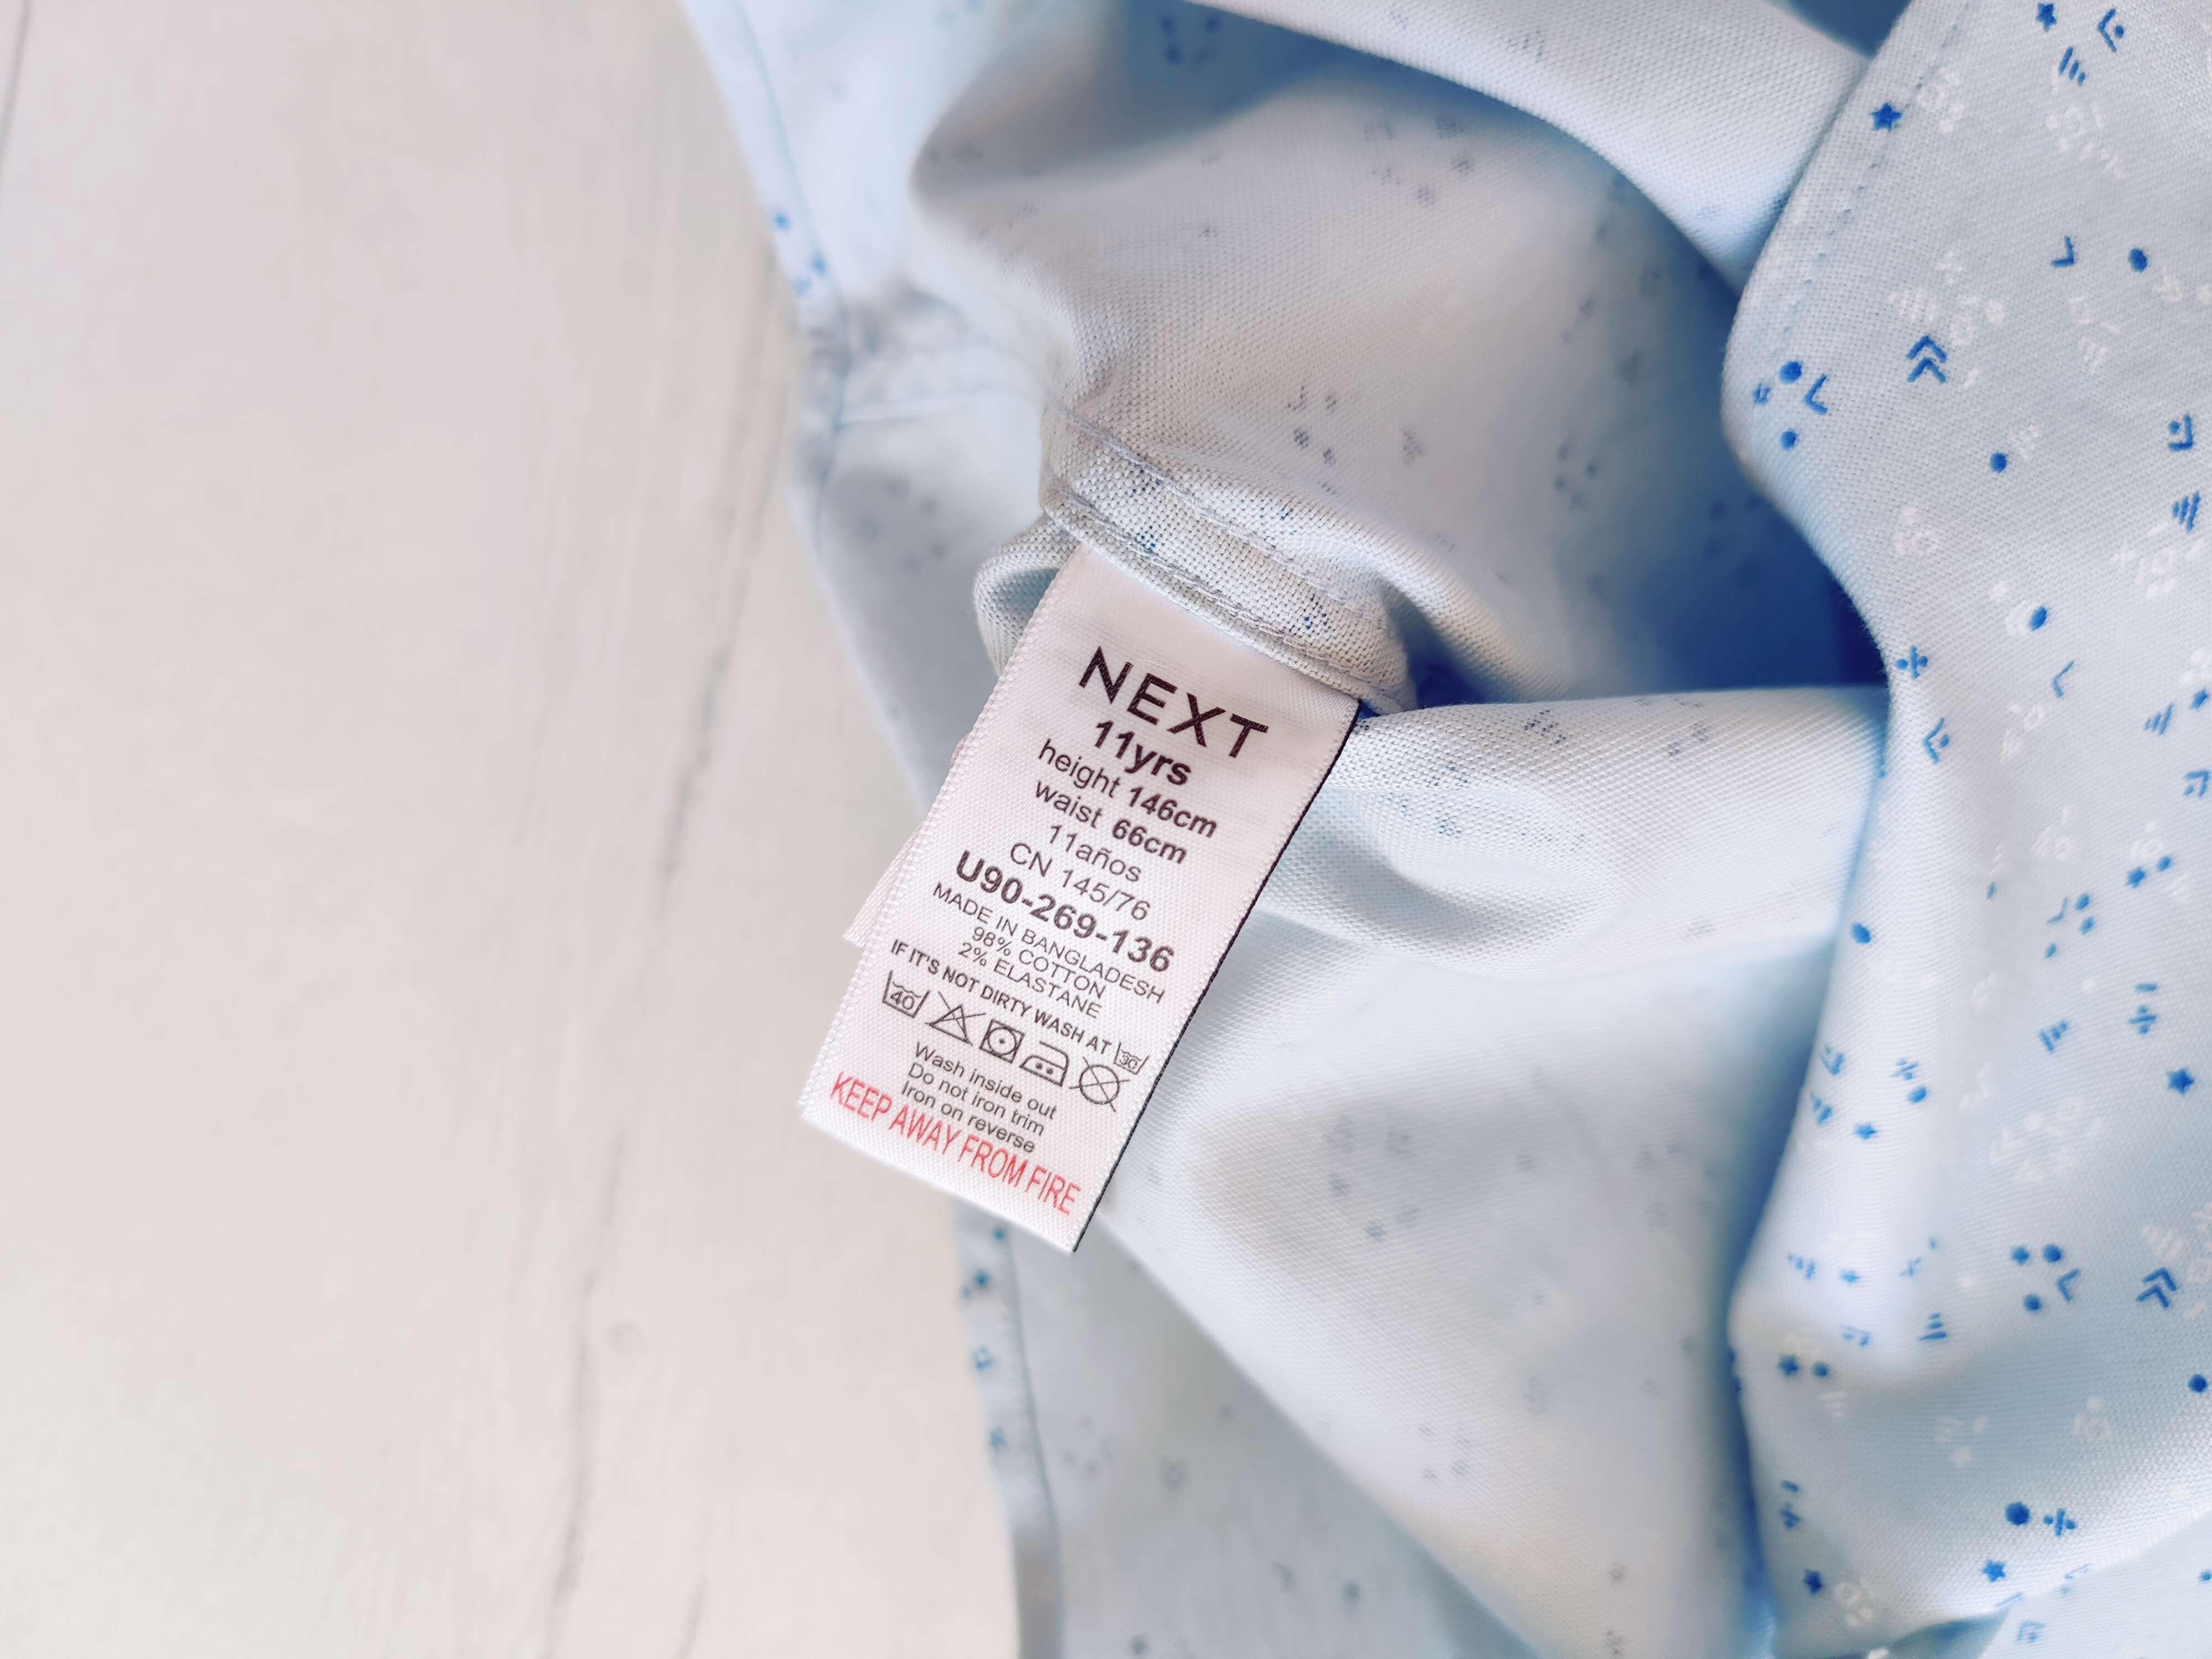 NEXT
11yrs
height 146cm
waist 66cm
11años
CN 145/76
U90-269-136
MADE IN BANGLADESH
98% COTTON
2% ELASTANE
IF IT'S NOT DIRTY WASH AT 30
40
Wash inside out
Do not iron trim
Iron on reverse
KEEP AWAY FROM FIRE